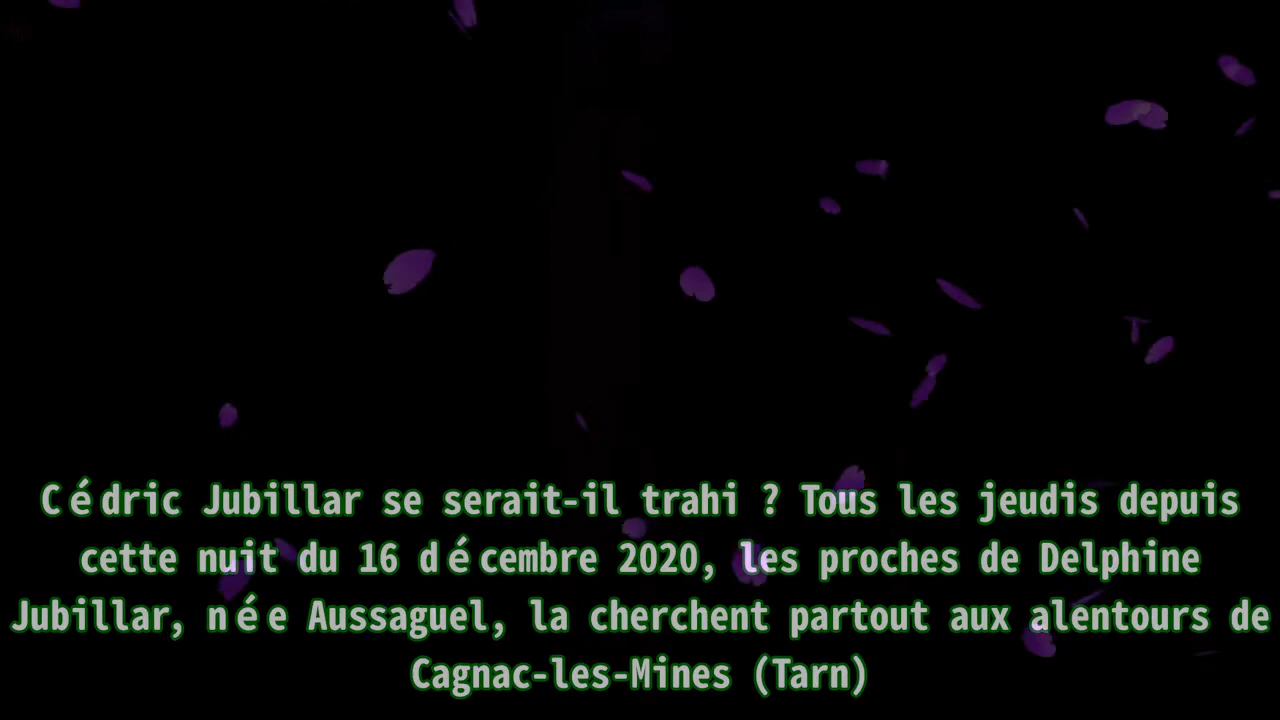 Cédric Jubillar se serait-il trahi ? Tous les jeudis depuis
cette nuit du 16 décembre 2020, les proches de Delphine
Jubillar, née Aussaguel, la cherchent partout aux alentours de
Cagnac-les-Mines (Tarn)